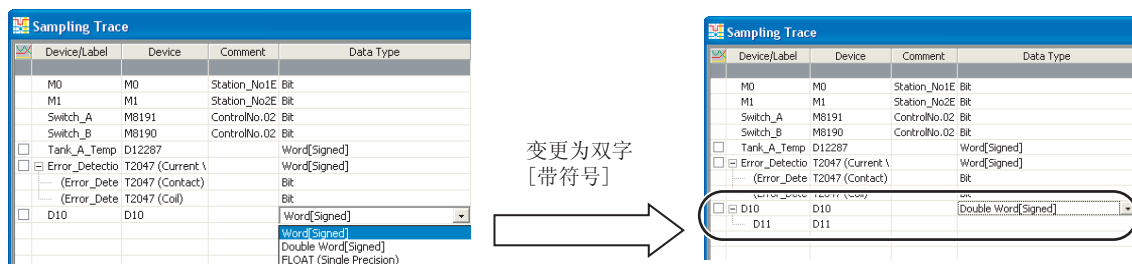 Sampling Trace
Device/Label Device Comment Data Type
M0 M0 Station_No1E Bit
M1 M1 Station_No2E Bit
Switch_A M8191 ControlNo.02 Bit
Switch_B M8190 ControlNo.02 Bit
Tank_A_Temp D12287 Word[Signed]
Error_Detectio T2047 (Current \ Word[Signed]
(Error_Dete T2047 (Contact) Bit
(Error_Dete T2047 (Coil) Bit
D10 D10 Word[Signed]
Word[Signed]
Double Word[Signed]
FLOAT (Single Precision)
变更为双字
[带符号]
Sampling Trace
Device/Label Device Comment Data Type
M0 M0 Station_No1E Bit
M1 M1 Station_No2E Bit
Switch_A M8191 ControlNo.02 Bit
Switch_B M8190 ControlNo.02 Bit
Tank_A_Temp D12287 Word[Signed]
Error_Detectio T2047 (Current \ Word[Signed]
(Error_Dete T2047 (Contact) Bit
(Error_Dete T2047 (Coil) Bit
D10 D10 Double Word[Signed]
D11 D11